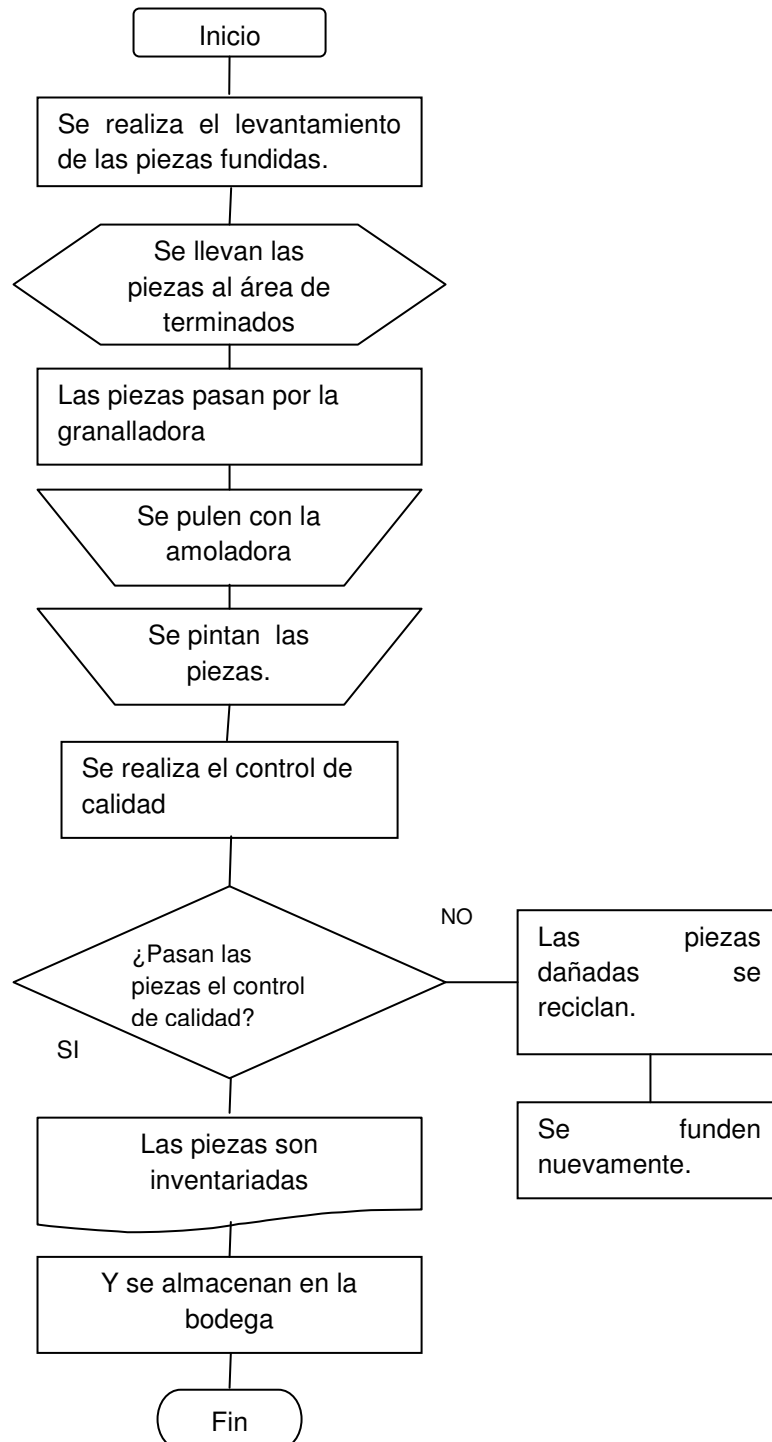 Inicio
Se realiza el levantamiento
de las piezas fundidas.
Se llevan las
piezas al área de
terminados
Las piezas pasan por la
granalladora
Se pulen con la
amoladora
Se pintan las
piezas.
Se realiza el control de
calidad
¿Pasan las
piezas el control
de calidad?
NO
Las piezas
dañadas se
reciclan.
Se funden
nuevamente.
SI
Las piezas son
inventariadas
Y se almacenan en la
bodega
Fin